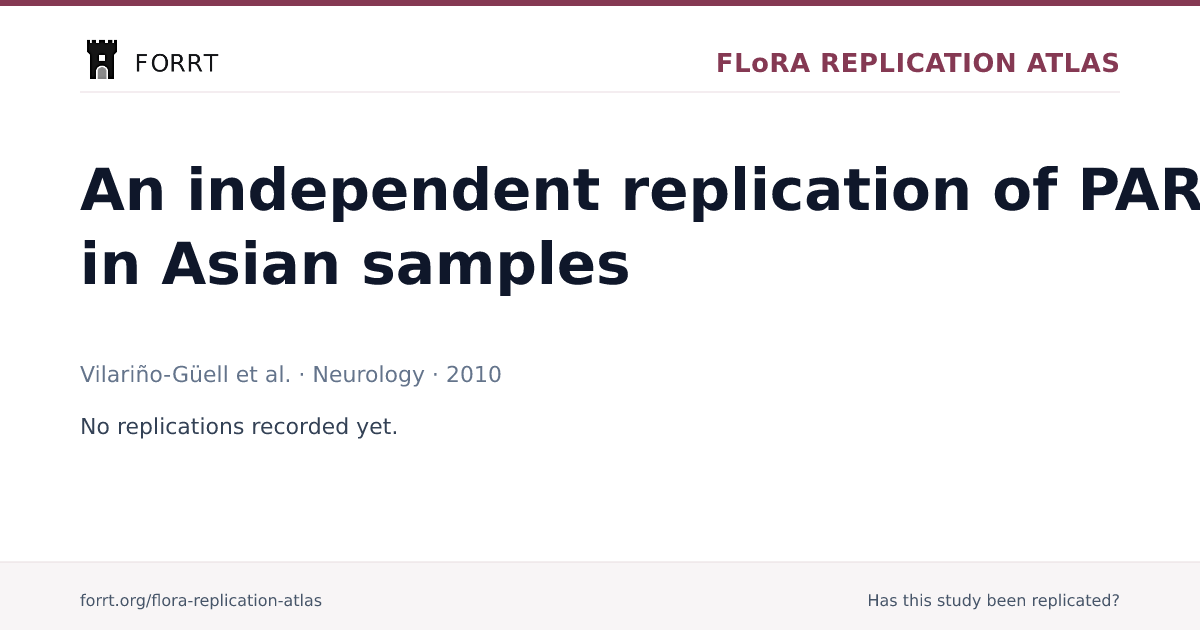 FORRT
FLoRA REPLICATION ATLAS
An independent replication of PAR
in Asian samples
Vilariño-Güell et al. · Neurology · 2010
No replications recorded yet.
forrt.org/flora-replication-atlas
Has this study been replicated?